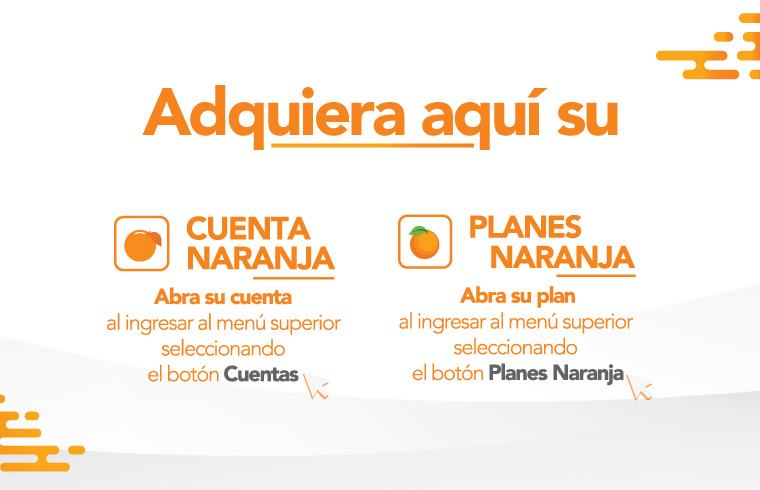 Adquiera aquí su
CUENTA
NARANJA
Abra su cuenta
al ingresar al menú superior
seleccionando
el botón Cuentas
PLANES
NARANJA
Abra su plan
al ingresar al menú superior
seleccionando
el botón Planes Naranja